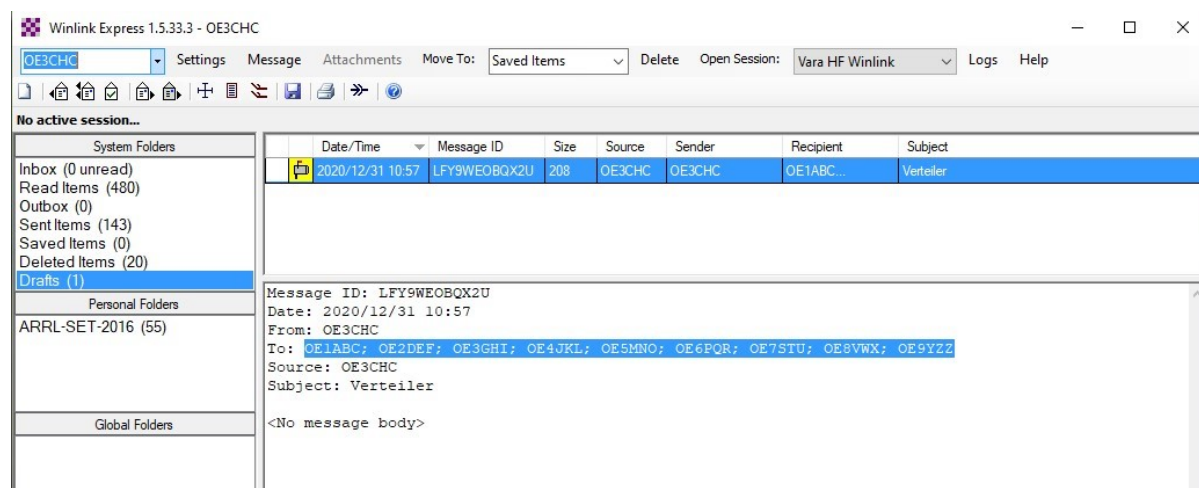 Winlink Express 1.5.33.3 - OE3CHC
OE3CHC Settings Message Attachments Move To: Saved Items Delete Open Session: Vara HF Winlink Logs Help
No active session...
System Folders
Inbox (0 unread)
Read Items (480)
Outbox (0)
Sent Items (143)
Saved Items (0)
Deleted Items (20)
Drafts (1)
Personal Folders
ARRL-SET-2016 (55)
Global Folders
Date/Time Message ID Size Source Sender Recipient Subject
2020/12/31 10:57 LFY9WEOBQX2U 208 OE3CHC OE3CHC OE1ABC... Verteiler
Message ID: LFY9WEOBQX2U
Date: 2020/12/31 10:57
From: OE3CHC
To: OE1ABC; OE2DEF; OE3GHI; OE4JKL; OE5MNO; OE6PQR; OE7STU; OE8VWX; OE9YZZ
Source: OE3CHC
Subject: Verteiler
<No message body>